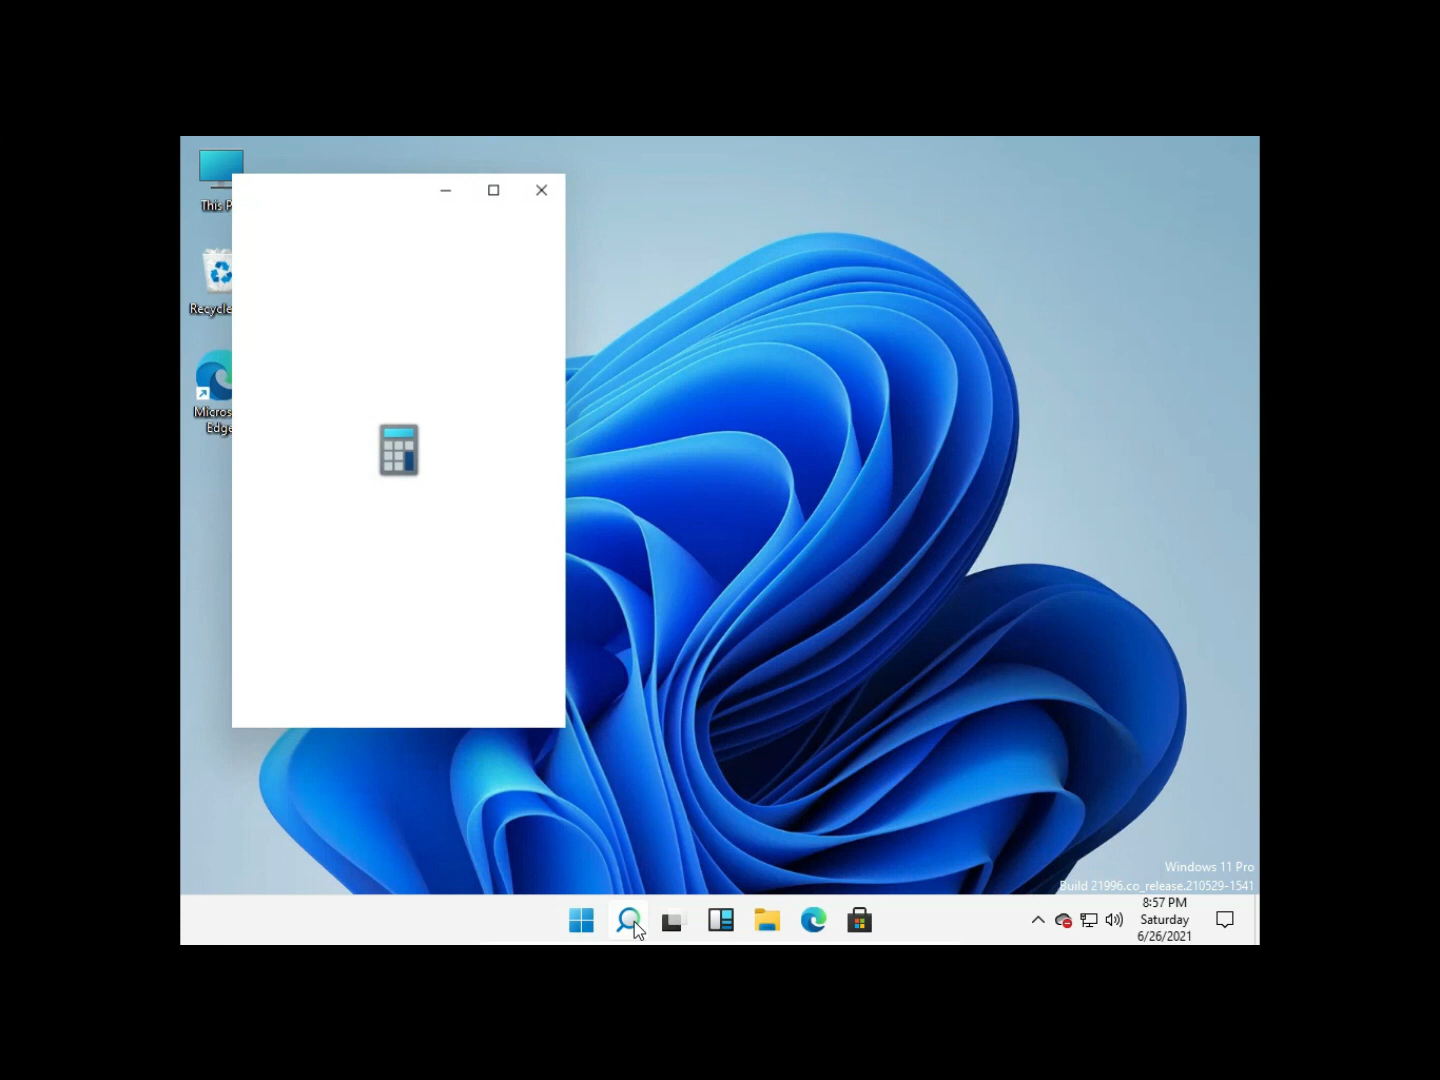 This P
Recycle
Micros
Edge
Windows 11 Pro
Build 21996.co_release.210529-1541
8:57 PM
Saturday
6/26/2021